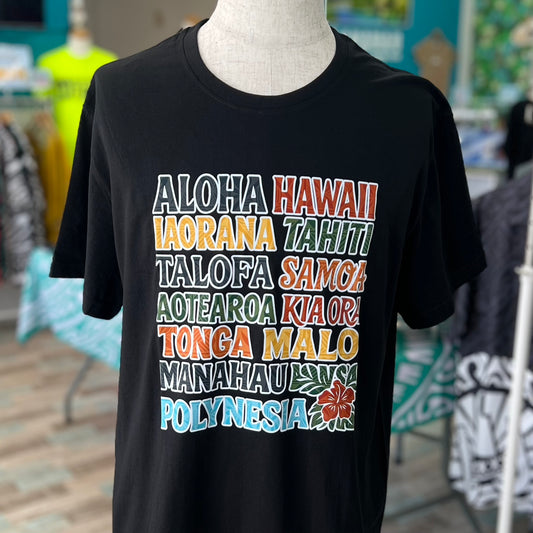 ALOHA HAWAII
IAORANA TAHITI
TALOFA SAMOA
AOTEAROA KIA ORA
TONGA MALO
MANAHAU
POLYNESIA